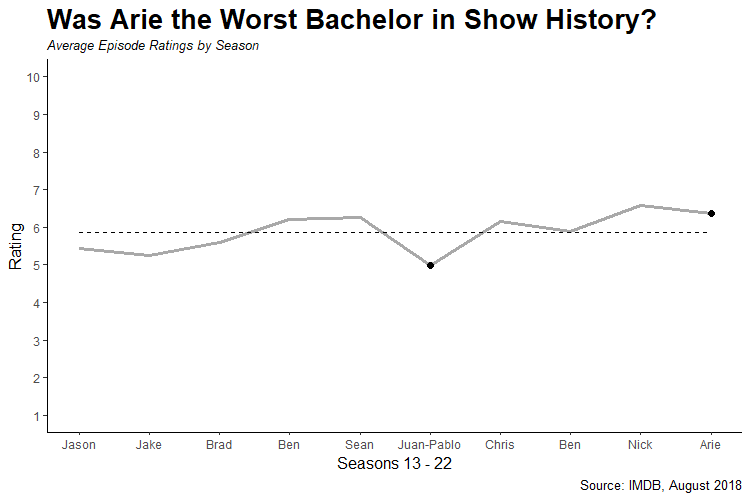 Was Arie the Worst Bachelor in Show History?
Average Episode Ratings by Season
10
9
8
7
6
5
4
3
2
1
Rating
Jason Jake Brad Ben Sean Juan-Pablo Chris Ben Nick Arie
Seasons 13 - 22
Source: IMDB, August 2018